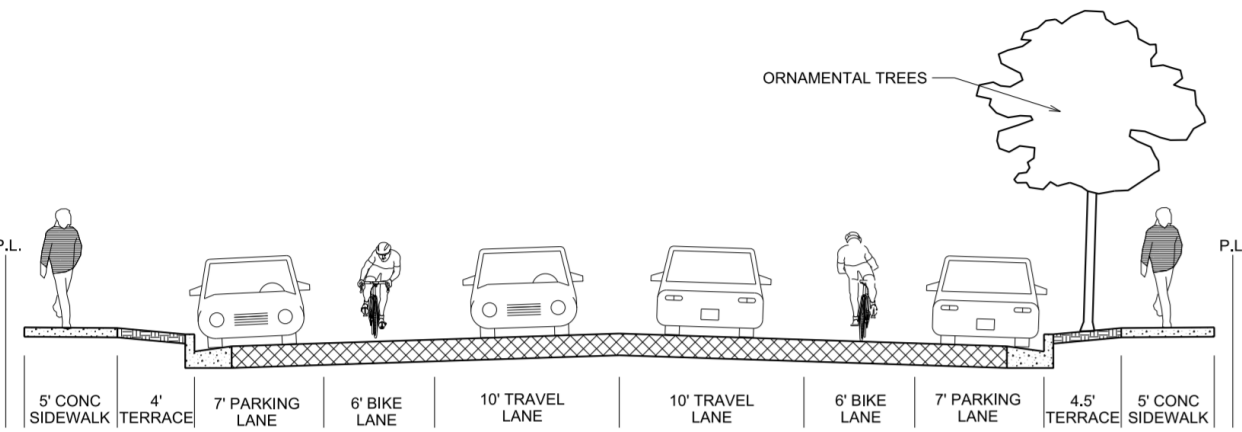 ORNAMENTAL TREES
P.L.
P.L
5' CONC
SIDEWALK
4'
TERRACE
7' PARKING
LANE
6' BIKE
LANE
10' TRAVEL
LANE
10' TRAVEL
LANE
6' BIKE
LANE
7' PARKING
LANE
4.5'
TERRACE
5' CONC
SIDEWALK